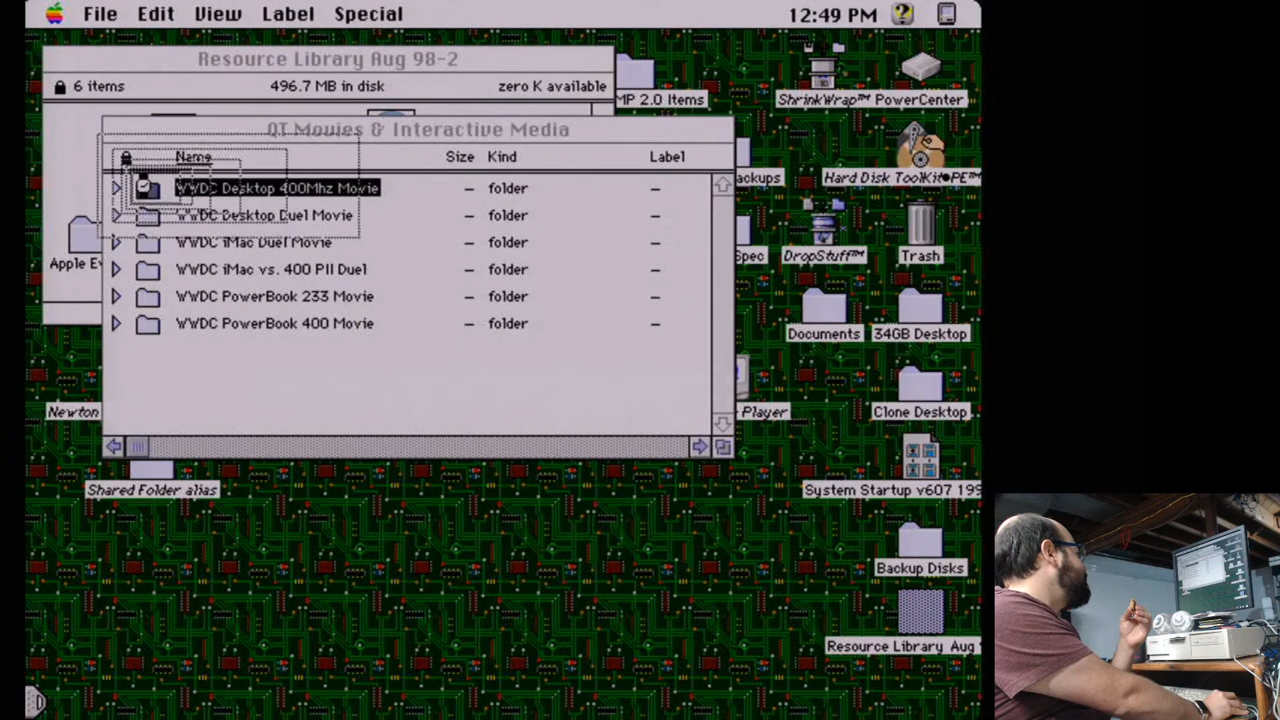 File Edit View Label Special 12:49 PM
Resource Library Aug 98-2
6 items 496.7 MB in disk zero K available
MP 2.0 Items
ShrinkWrap™ PowerCenter
QT Movies & Interactive Media
Name Size Kind Label
WWDC Desktop 400Mhz Movie – folder –
WWDC Desktop Duel Movie – folder –
WWDC iMac Duel Movie – folder –
WWDC iMac vs. 400 PII Duel – folder –
WWDC PowerBook 233 Movie – folder –
WWDC PowerBook 400 Movie – folder –
ackups
Hard Disk ToolKit•PE™
Apple Ev
Spec
DropStuff™ Trash
Documents 34GB Desktop
Newton
Player
Clone Desktop
Shared Folder alias
System Startup v607 199
Backup Disks
Resource Library Aug